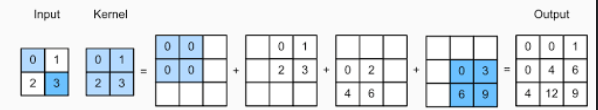 Input Kernel Output
0 0 0 1 0 0 1
0 1 0 1 0 0 2 3 0 2 0 3 0 4 6
2 3 2 3 = + + 4 6 + 6 9 = 4 12 9